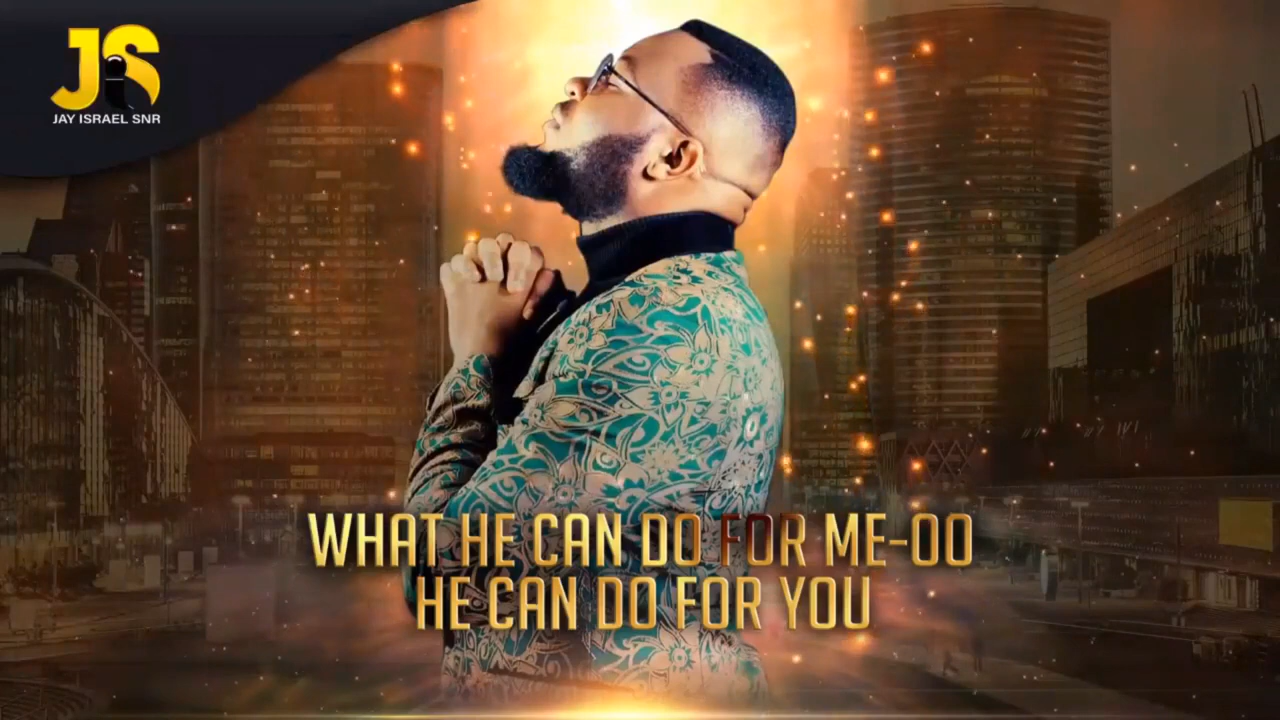 JS
JAY ISRAEL SNR
WHAT HE CAN DO FOR ME-OO
HE CAN DO FOR YOU